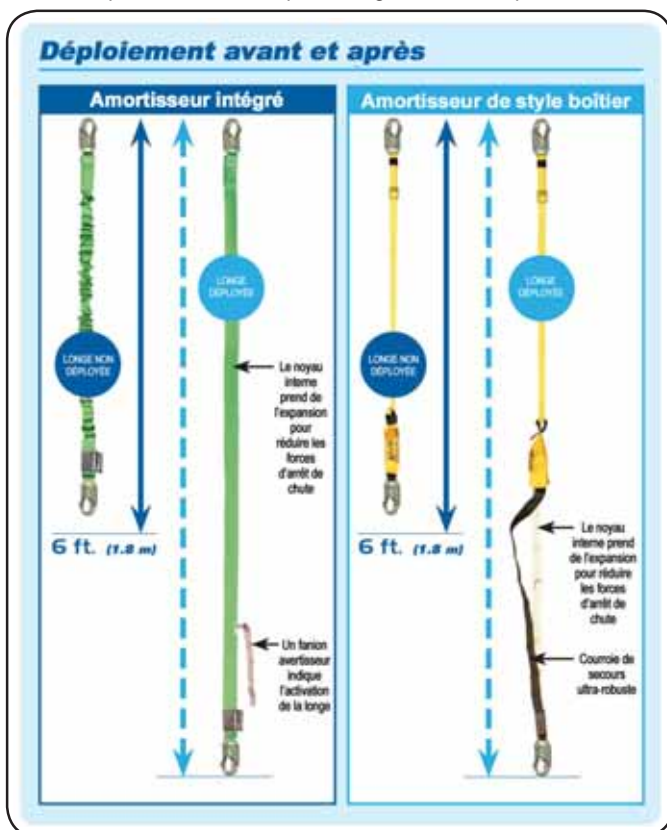 Déploiement avant et après
Amortisseur intégré
LONGE NON
DÉPLOYÉE
6 ft. (1.8 m)
LONGE
DÉPLOYÉE
Le noyau
interne
prend de
l'expansion
pour
réduire les
forces
d'arrêt de
chute
Un fanion
avertisseur
indique
l'activation
de la longe
Amortisseur de style boîtier
LONGE NON
DÉPLOYÉE
6 ft. (1.8 m)
LONGE
DÉPLOYÉE
Le noyau
interne prend
de l'expansion
pour réduire
les forces
d'arrêt de
chute
Courroie de
secours
ultra-robuste